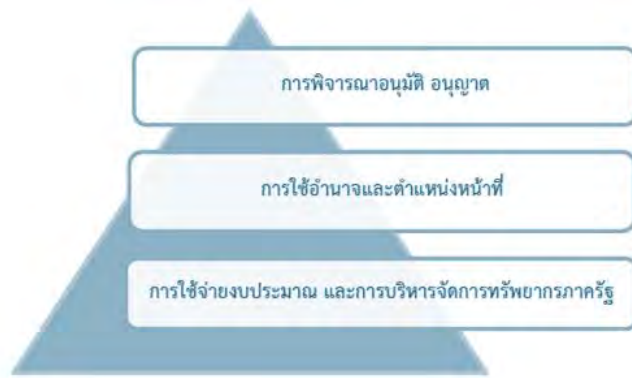 การพิจารณาอนุมัติ อนุญาต
การใช้อำนาจและตำแหน่งหน้าที่
การใช้จ่ายงบประมาณ และการบริหารจัดการทรัพยากรภาครัฐ